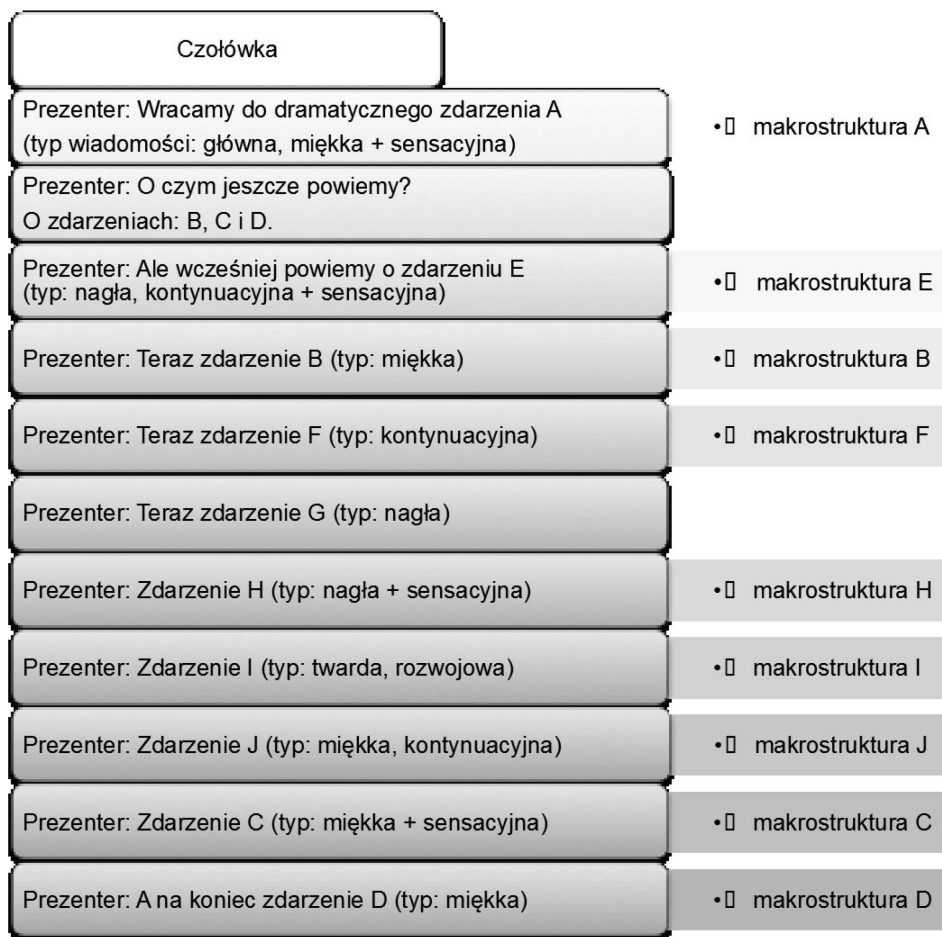 Czołówka
Prezenter: Wracamy do dramatycznego zdarzenia A
(typ wiadomości: główna, miękka + sensacyjna)
• makrostruktura A
Prezenter: O czym jeszcze powiemy?
O zdarzeniach: B, C i D.
Prezenter: Ale wcześniej powiemy o zdarzeniu E
(typ: nagła, kontynuacyjna + sensacyjna)
• makrostruktura E
Prezenter: Teraz zdarzenie B (typ: miękka)
• makrostruktura B
Prezenter: Teraz zdarzenie F (typ: kontynuacyjna)
• makrostruktura F
Prezenter: Teraz zdarzenie G (typ: nagła)
Prezenter: Zdarzenie H (typ: nagła + sensacyjna)
• makrostruktura H
Prezenter: Zdarzenie I (typ: twarda, rozwojowa)
• makrostruktura I
Prezenter: Zdarzenie J (typ: miękka, kontynuacyjna)
• makrostruktura J
Prezenter: Zdarzenie C (typ: miękka + sensacyjna)
• makrostruktura C
Prezenter: A na koniec zdarzenie D (typ: miękka)
• makrostruktura D